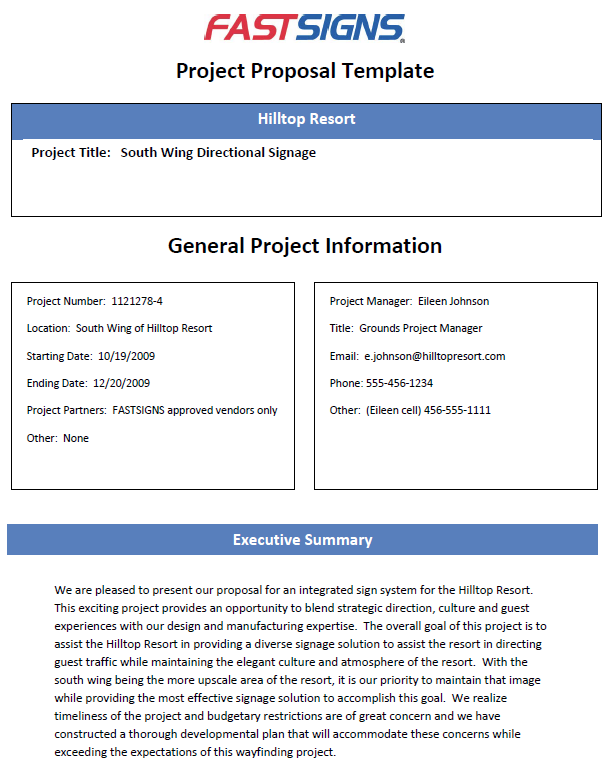 FASTSIGNS®
Project Proposal Template
Hilltop Resort
Project Title: South Wing Directional Signage
General Project Information
Project Number: 1121278-4
Location: South Wing of Hilltop Resort
Starting Date: 10/19/2009
Ending Date: 12/20/2009
Project Partners: FASTSIGNS approved vendors only
Other: None
Project Manager: Eileen Johnson
Title: Grounds Project Manager
Email: e.johnson@hilltopresort.com
Phone: 555-456-1234
Other: (Eileen cell) 456-555-1111
Executive Summary
We are pleased to present our proposal for an integrated sign system for the Hilltop Resort.
This exciting project provides an opportunity to blend strategic direction, culture and guest
experiences with our design and manufacturing expertise. The overall goal of this project is to
assist the Hilltop Resort in providing a diverse signage solution to assist the resort in directing
guest traffic while maintaining the elegant culture and atmosphere of the resort. With the
south wing being the more upscale area of the resort, it is our priority to maintain that image
while providing the most effective signage solution to accomplish this goal. We realize
timeliness of the project and budgetary restrictions are of great concern and we have
constructed a thorough developmental plan that will accommodate these concerns while
exceeding the expectations of this wayfinding project.